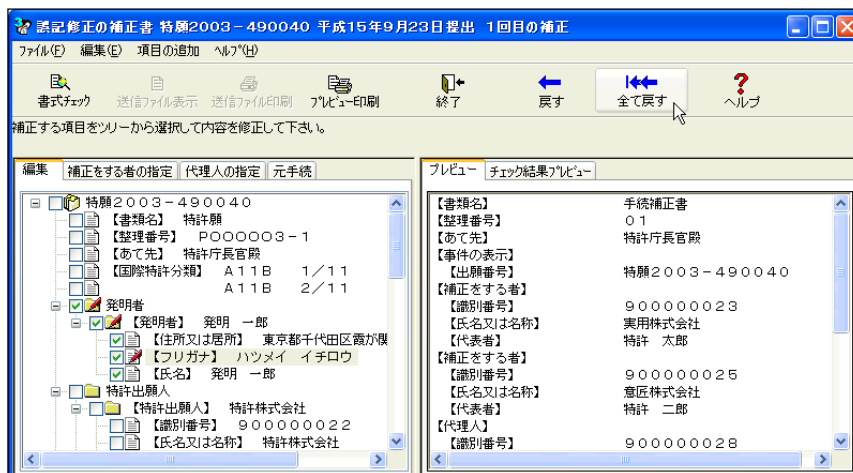 誤記修正の補正書 特願2003-490040 平成15年9月23日提出 1回目の補正
ファイル(F) 編集(E) 項目の追加 ヘルプ(H)
書式チェック 送信ファイル表示 送信ファイル印刷 プレビュー印刷 終了 戻す 全て戻す ヘルプ
補正する項目をツリーから選択して内容を修正して下さい。
編集 補正をする者の指定 代理人の指定 元手続
特願2003-490040
【書類名】 特許願
【整理番号】 P000003-1
【あて先】 特許庁長官殿
【国際特許分類】 A11B 1/11
A11B 2/11
発明者
【発明者】 発明 一郎
【住所又は居所】 東京都千代田区霞が関
【フリガナ】 ハツメイ イチロウ
【氏名】 発明 一郎
特許出願人
【特許出願人】 特許株式会社
【識別番号】 900000022
【氏名又は名称】 特許株式会社
プレビュー チェック結果プレビュー
【書類名】 手続補正書
【整理番号】 01
【あて先】 特許庁長官殿
【事件の表示】
【出願番号】 特願2003-490040
【補正をする者】
【識別番号】 900000023
【氏名又は名称】 実用株式会社
【代表者】 特許 太郎
【補正をする者】
【識別番号】 900000025
【氏名又は名称】 意匠株式会社
【代表者】 特許 二郎
【代理人】
【識別番号】 900000028